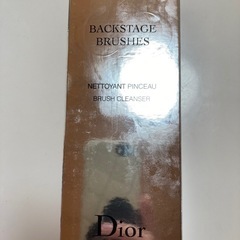 BACKSTAGE
BRUSHES
NETTOYANT PINCEAU
BRUSH CLEANSER
Dior